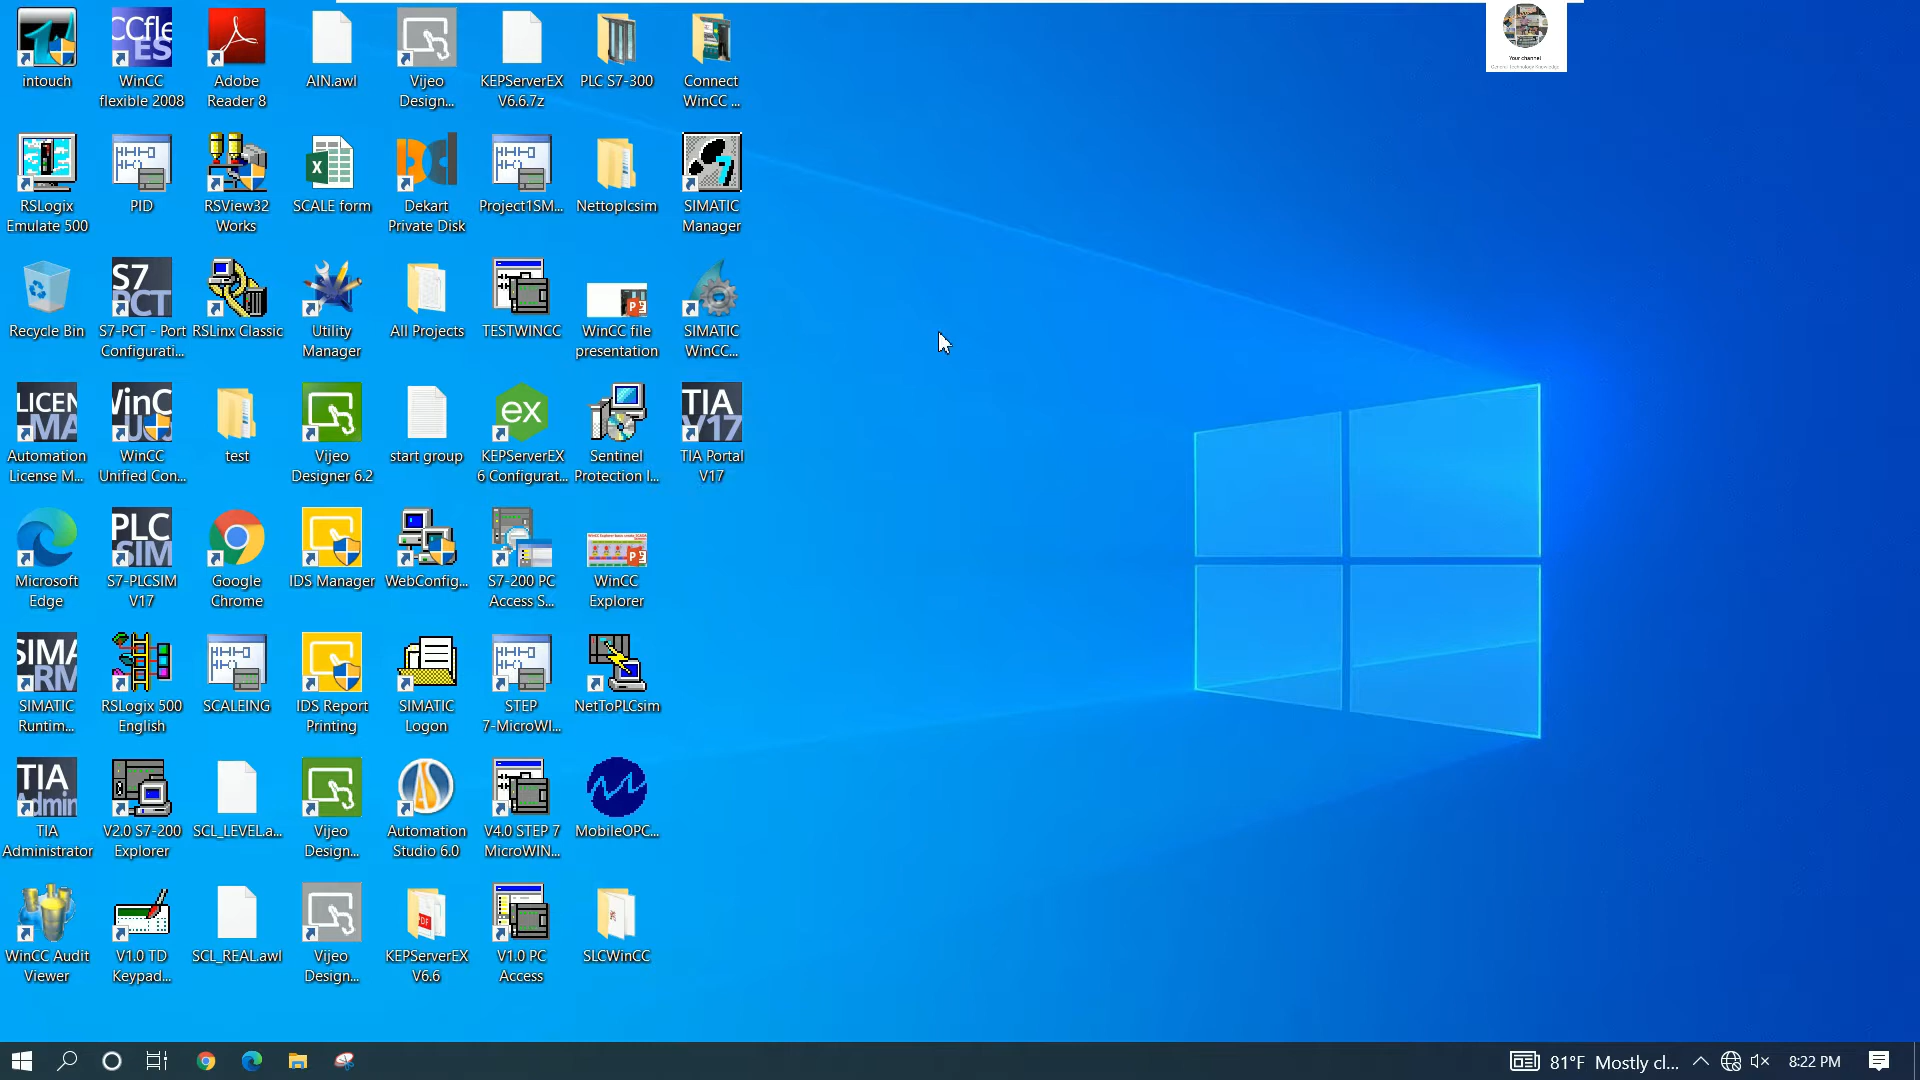 intouch
WinCC
flexible 2008
Adobe
Reader 8
AIN.awl
Vijeo
Design...
KEPServerEX
V6.6.7z
PLC S7-300
Connect
WinCC ...
Your channel
RSLogix
Emulate 500
PID
RSView32
Works
SCALE form
Dekart
Private Disk
Project1SM...
Nettoplcsim
SIMATIC
Manager
Recycle Bin
S7-PCT - Port
Configurati...
RSLinx Classic
Utility
Manager
All Projects
TESTWINCC
WinCC file
presentation
SIMATIC
WinCC...
Automation
License M...
WinCC
Unified Con...
test
Vijeo
Designer 6.2
start group
KEPServerEX
6 Configurat...
Sentinel
Protection I...
TIA Portal
V17
Microsoft
Edge
S7-PLCSIM
V17
Google
Chrome
IDS Manager
WebConfig...
S7-200 PC
Access S...
WinCC
Explorer
SIMATIC
Runtim...
RSLogix 500
English
SCALEING
IDS Report
Printing
SIMATIC
Logon
STEP
7-MicroWI...
NetToPLCsim
TIA
Administrator
V2.0 S7-200
Explorer
SCL_LEVEL.a...
Vijeo
Design...
Automation
Studio 6.0
V4.0 STEP 7
MicroWIN...
MobileOPC...
WinCC Audit
Viewer
V1.0 TD
Keypad...
SCL_REAL.awl
Vijeo
Design...
KEPServerEX
V6.6
V1.0 PC
Access
SLCWinCC
81°F Mostly cl...
8:22 PM